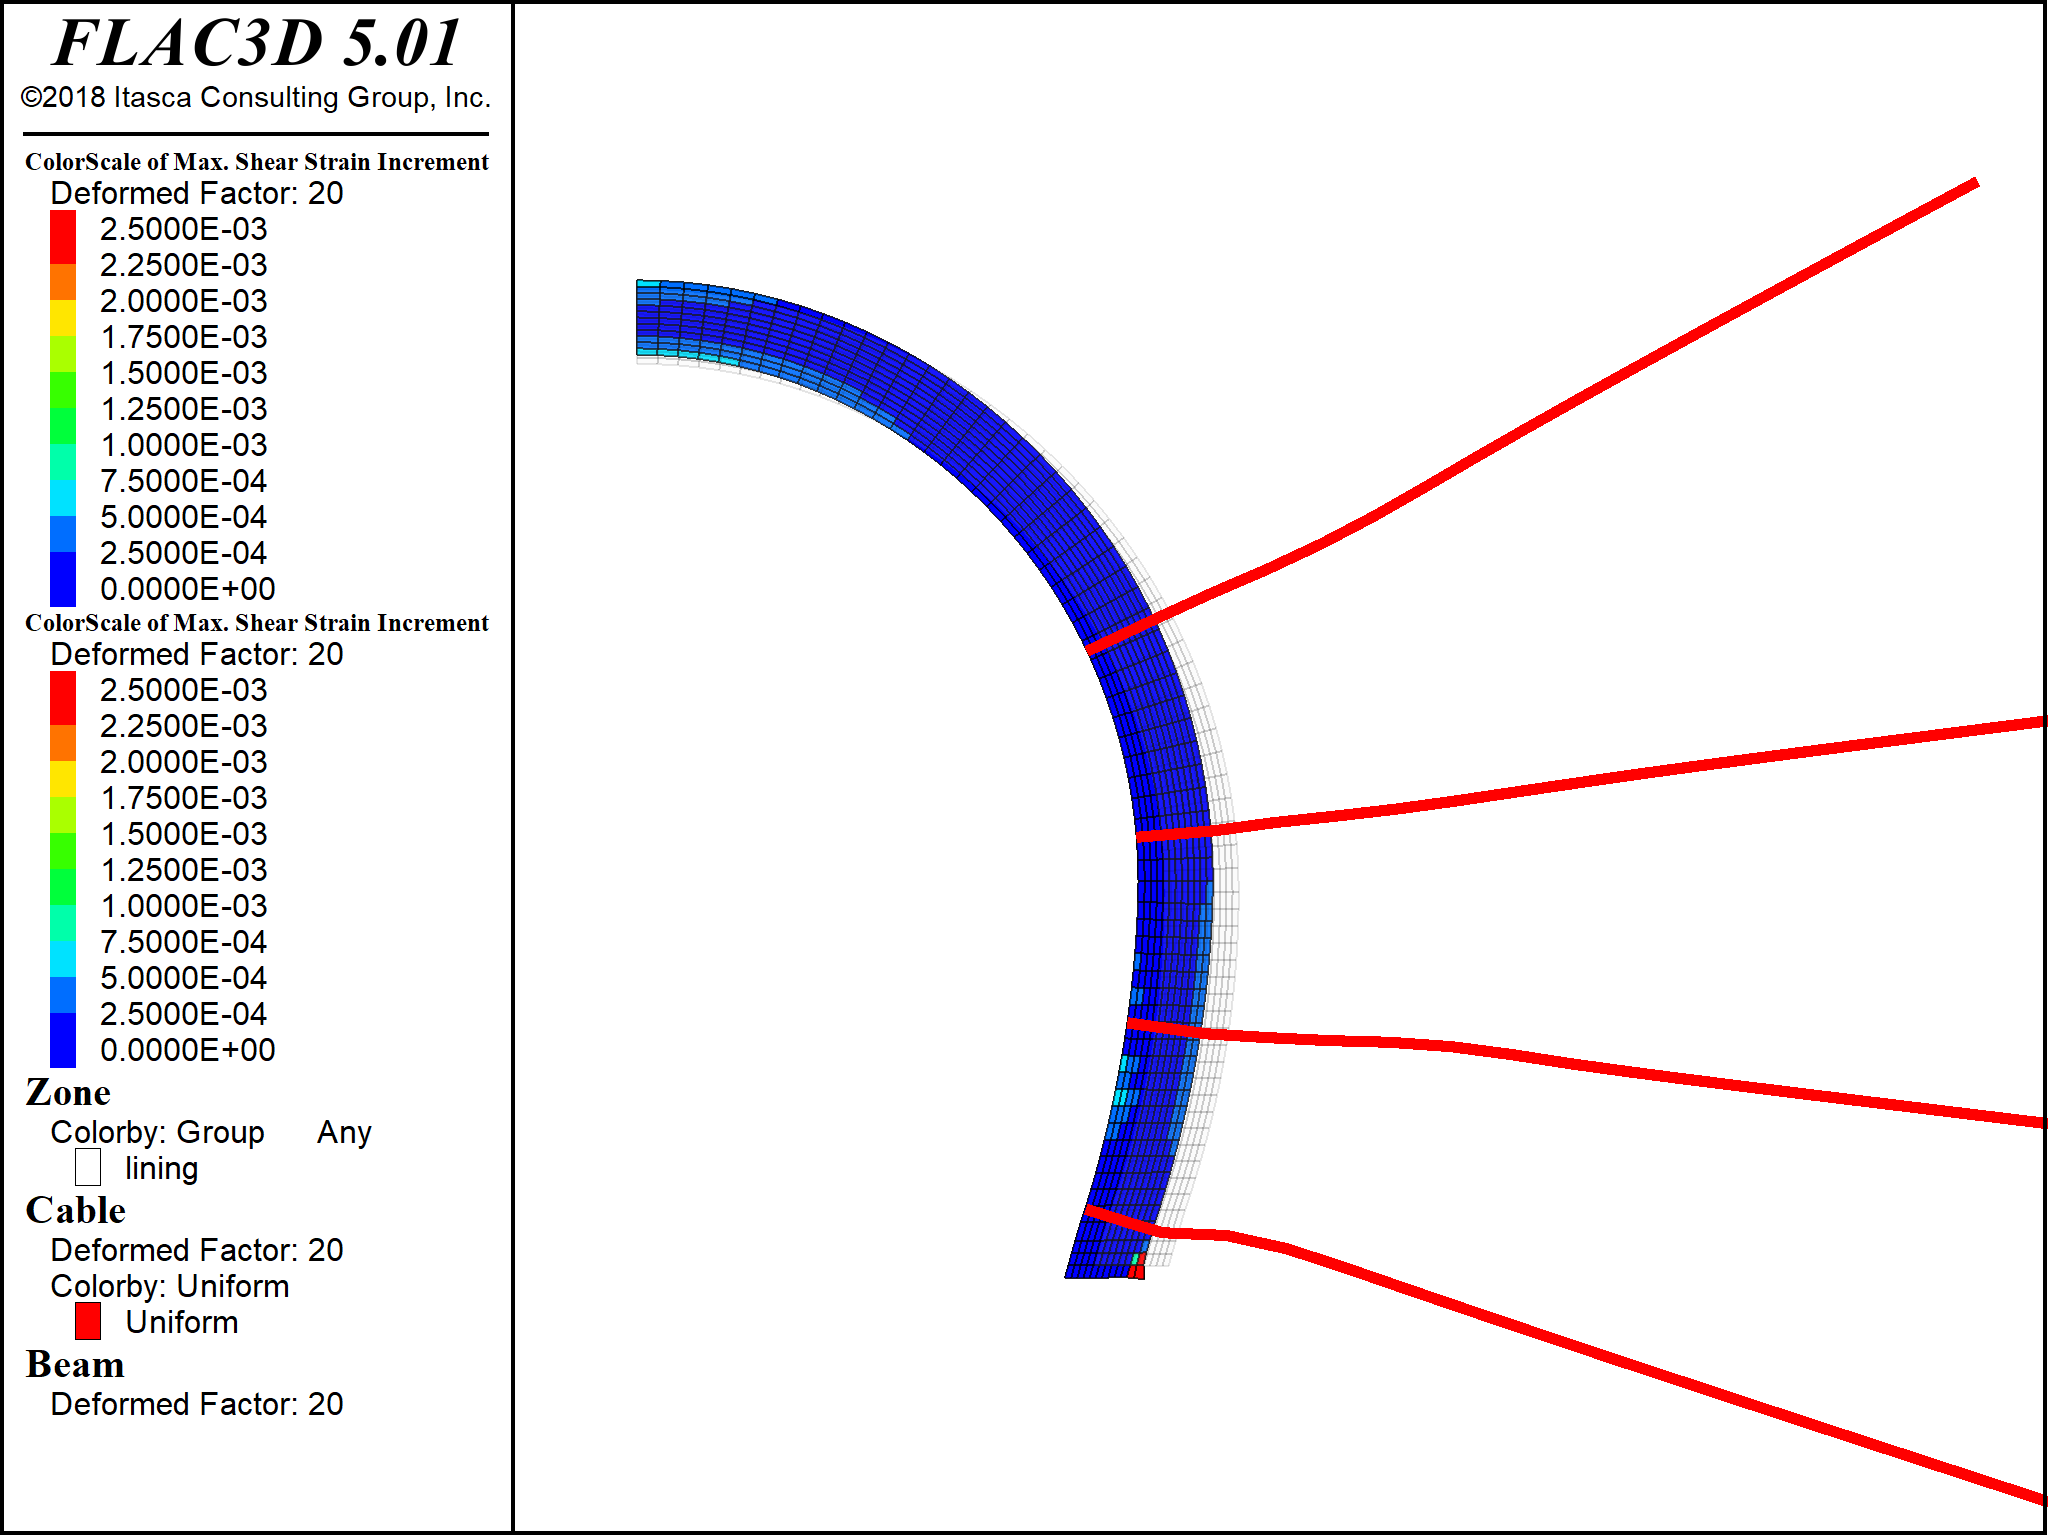 FLAC3D 5.01
©2018 Itasca Consulting Group, Inc.
ColorScale of Max. Shear Strain Increment
Deformed Factor: 20
2.5000E-03
2.2500E-03
2.0000E-03
1.7500E-03
1.5000E-03
1.2500E-03
1.0000E-03
7.5000E-04
5.0000E-04
2.5000E-04
0.0000E+00
ColorScale of Max. Shear Strain Increment
Deformed Factor: 20
2.5000E-03
2.2500E-03
2.0000E-03
1.7500E-03
1.5000E-03
1.2500E-03
1.0000E-03
7.5000E-04
5.0000E-04
2.5000E-04
0.0000E+00
Zone
Colorby: Group Any
lining
Cable
Deformed Factor: 20
Colorby: Uniform
Uniform
Beam
Deformed Factor: 20